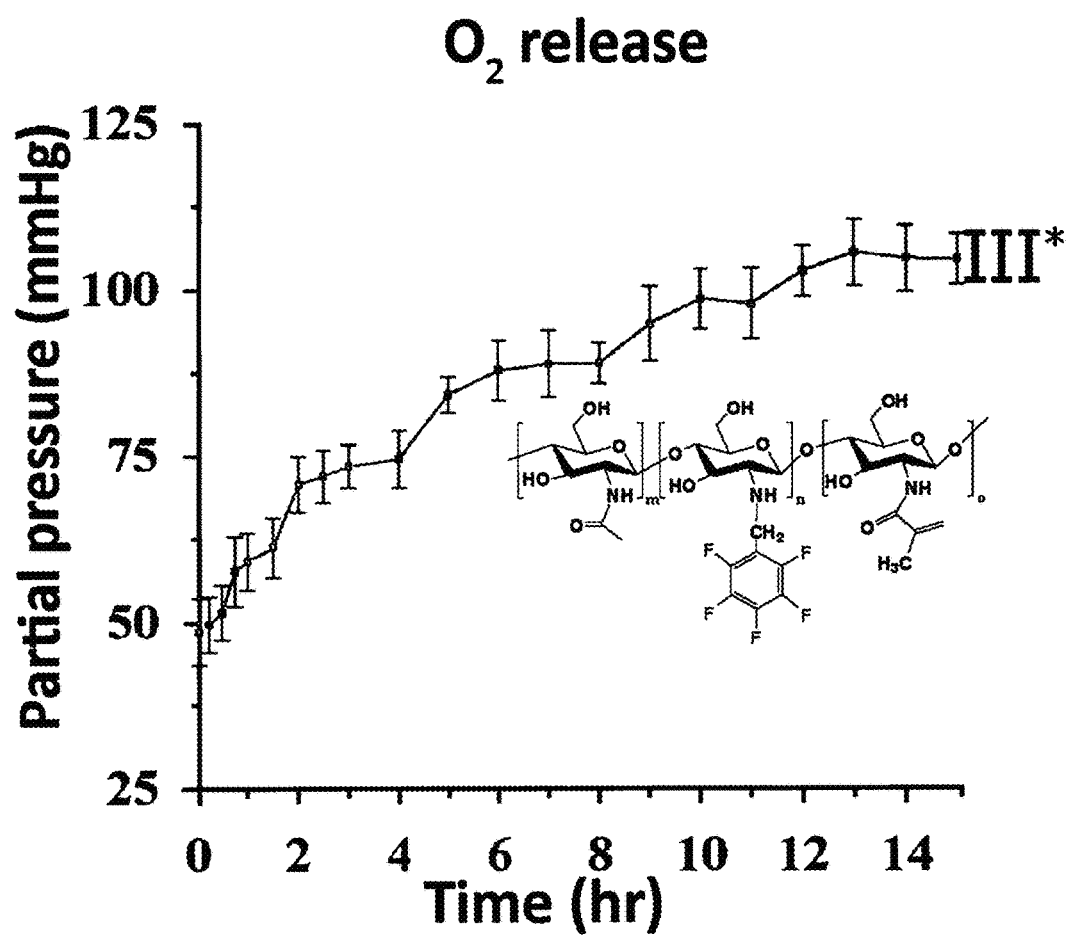 O₂ release
Partial pressure (mmHg)
125
100
75
50
25
0 2 4 6 8 10 12 14
Time (hr)
III*
OH
O
HO
NH
O
m
O
OH
O
HO
NH
n
CH₂
F
F
F
F
F
O
OH
O
HO
NH
O
H₃C
O
o